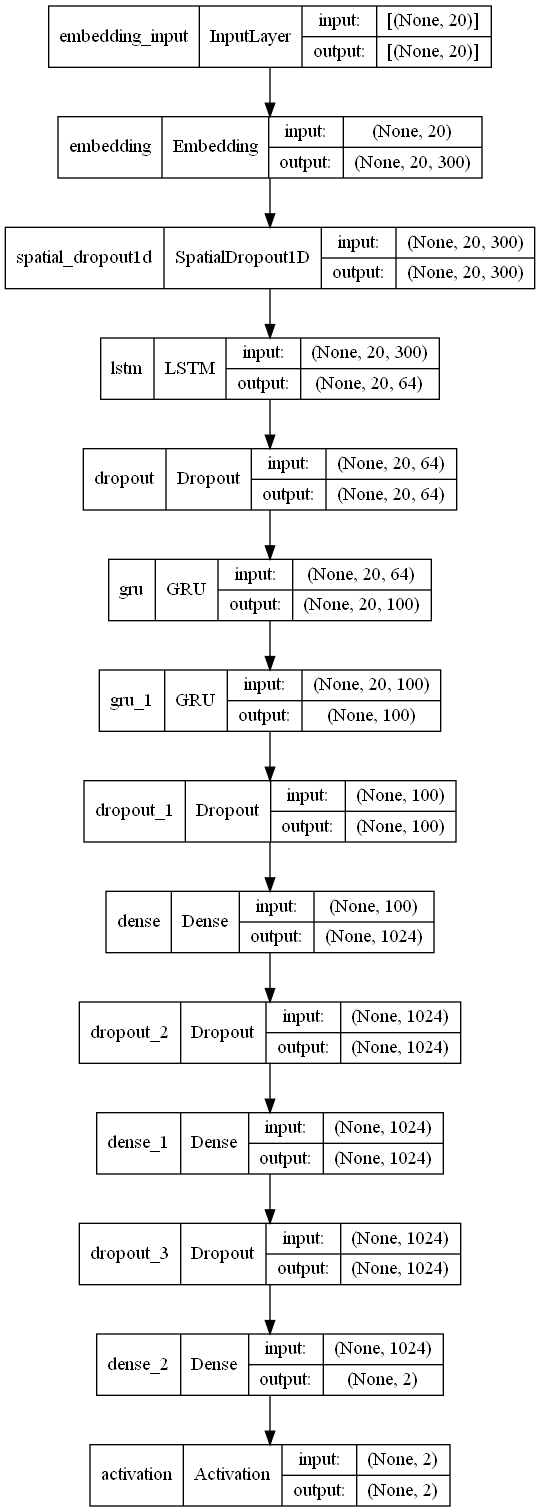 embedding_input InputLayer input: [(None, 20)]
output: [(None, 20)]
embedding Embedding input: (None, 20)
output: (None, 20, 300)
spatial_dropout1d SpatialDropout1D input: (None, 20, 300)
output: (None, 20, 300)
lstm LSTM input: (None, 20, 300)
output: (None, 20, 64)
dropout Dropout input: (None, 20, 64)
output: (None, 20, 64)
gru GRU input: (None, 20, 64)
output: (None, 20, 100)
gru_1 GRU input: (None, 20, 100)
output: (None, 100)
dropout_1 Dropout input: (None, 100)
output: (None, 100)
dense Dense input: (None, 100)
output: (None, 1024)
dropout_2 Dropout input: (None, 1024)
output: (None, 1024)
dense_1 Dense input: (None, 1024)
output: (None, 1024)
dropout_3 Dropout input: (None, 1024)
output: (None, 1024)
dense_2 Dense input: (None, 1024)
output: (None, 2)
activation Activation input: (None, 2)
output: (None, 2)